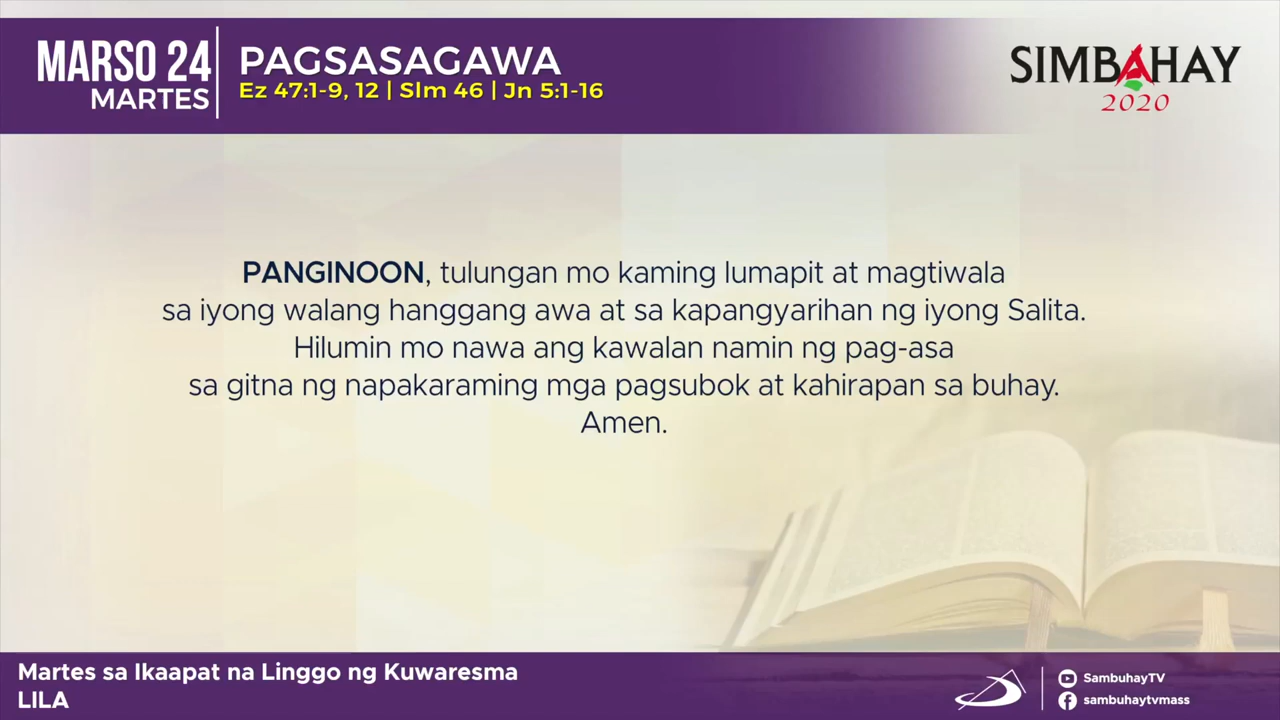 MARSO 24
MARTES
PAGSASAGAWA
Ez 47:1-9, 12 | Slm 46 | Jn 5:1-16
SIMBAHAY
2020
PANGINOON, tulungan mo kaming lumapit at magtiwala
sa iyong walang hanggang awa at sa kapangyarihan ng iyong Salita.
Hilumin mo nawa ang kawalan namin ng pag-asa
sa gitna ng napakaraming mga pagsubok at kahirapan sa buhay.
Amen.
Martes sa Ikaapat na Linggo ng Kuwaresma
LILA
SambuhayTV
sambuhaytvmass